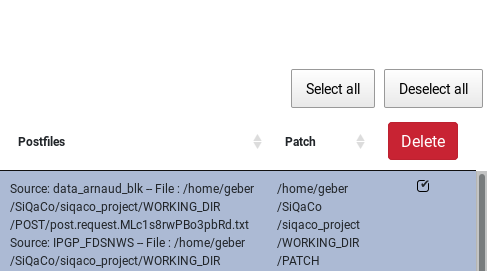 Select all
Deselect all
Postfiles
Patch
Delete
Source: data_arnaud_blk – File : /home/geber
/SiQaCo/siqaco_project/WORKING_DIR
/POST/post.request.MLc1s8rwPBo3pbRd.txt
Source: IPGP_FDSNWS – File : /home/geber
/SiQaCo/siqaco_project/WORKING_DIR
/home/geber
/SiQaCo
/siqaco_project
/WORKING_DIR
/PATCH